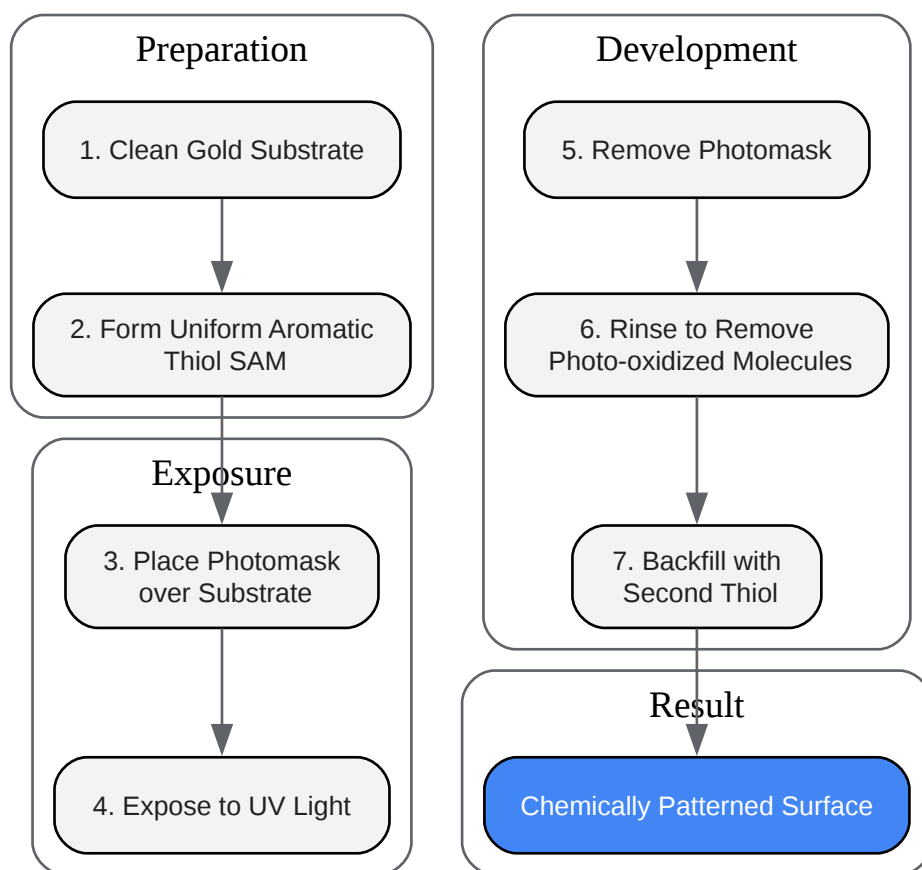 Preparation
1. Clean Gold Substrate
2. Form Uniform Aromatic
Thiol SAM
Exposure
3. Place Photomask
over Substrate
4. Expose to UV Light
Development
5. Remove Photomask
6. Rinse to Remove
Photo-oxidized Molecules
7. Backfill with
Second Thiol
Result
Chemically Patterned Surface